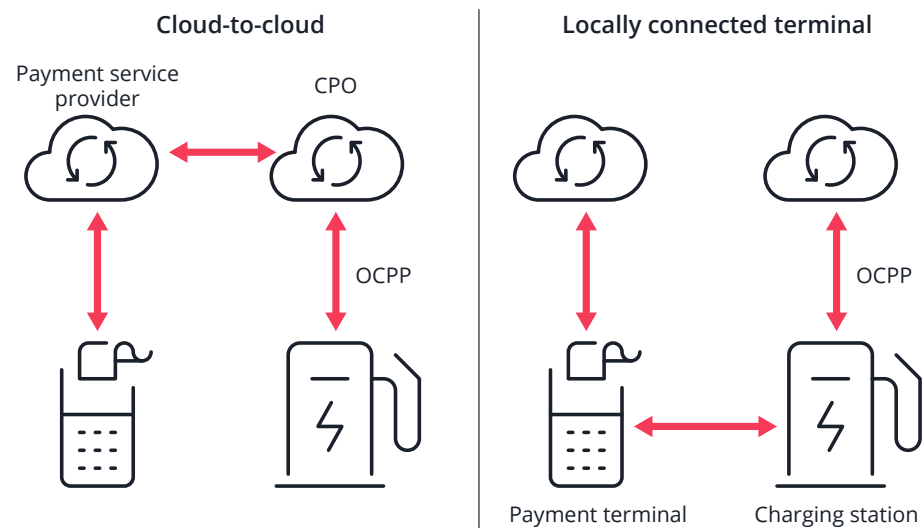 Cloud-to-cloud
Payment service
provider
CPO
OCPP
Locally connected terminal
OCPP
Payment terminal
Charging station